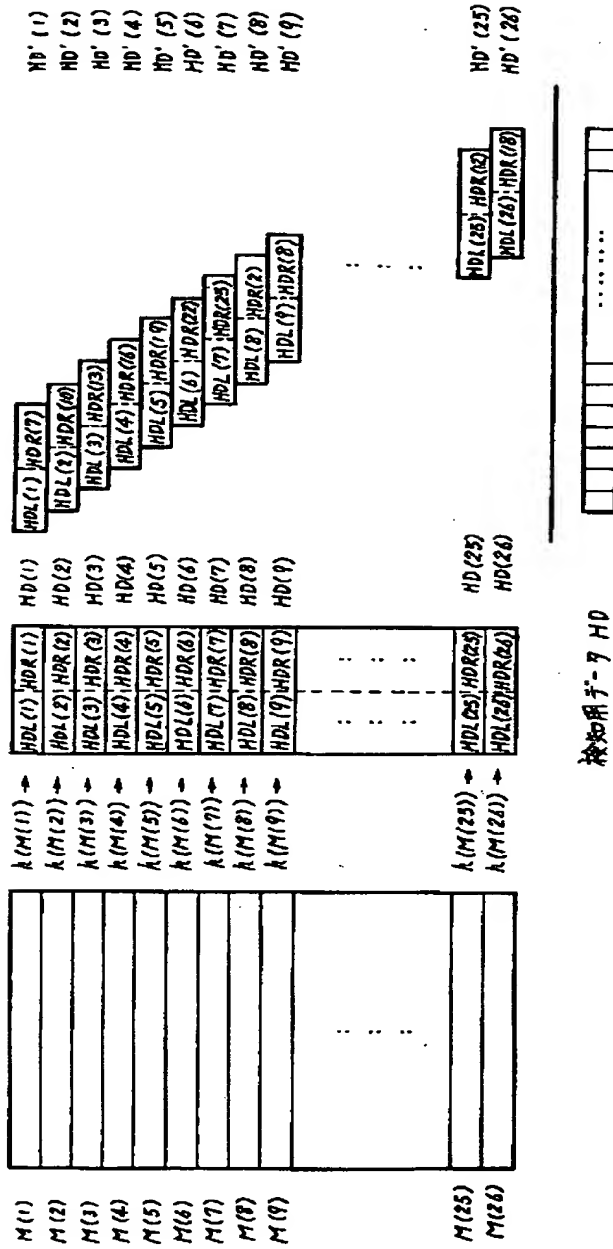 M(1) h(M(1)) → HDL(1) HDR(1) HD(1) HDL(1) HDR(7) HD'(1)
M(2) h(M(2)) → HDL(2) HDR(2) HD(2) HDL(2) HDR(10) HD'(2)
M(3) h(M(3)) → HDL(3) HDR(3) HD(3) HDL(3) HDR(13) HD'(3)
M(4) h(M(4)) → HDL(4) HDR(4) HD(4) HDL(4) HDR(16) HD'(4)
M(5) h(M(5)) → HDL(5) HDR(5) HD(5) HDL(5) HDR(19) HD'(5)
M(6) h(M(6)) → HDL(6) HDR(6) HD(6) HDL(6) HDR(22) HD'(6)
M(7) h(M(7)) → HDL(7) HDR(7) HD(7) HDL(7) HDR(25) HD'(7)
M(8) h(M(8)) → HDL(8) HDR(8) HD(8) HDL(8) HDR(2) HD'(8)
M(9) h(M(9)) → HDL(9) HDR(9) HD(9) HDL(9) HDR(8) HD'(9)
M(25) h(M(25)) → HDL(25) HDR(25) HD(25) HDL(25) HDR(12) HD'(25)
M(26) h(M(26)) → HDL(26) HDR(26) HD(26) HDL(26) HDR(18) HD'(26)
検知用データ HD